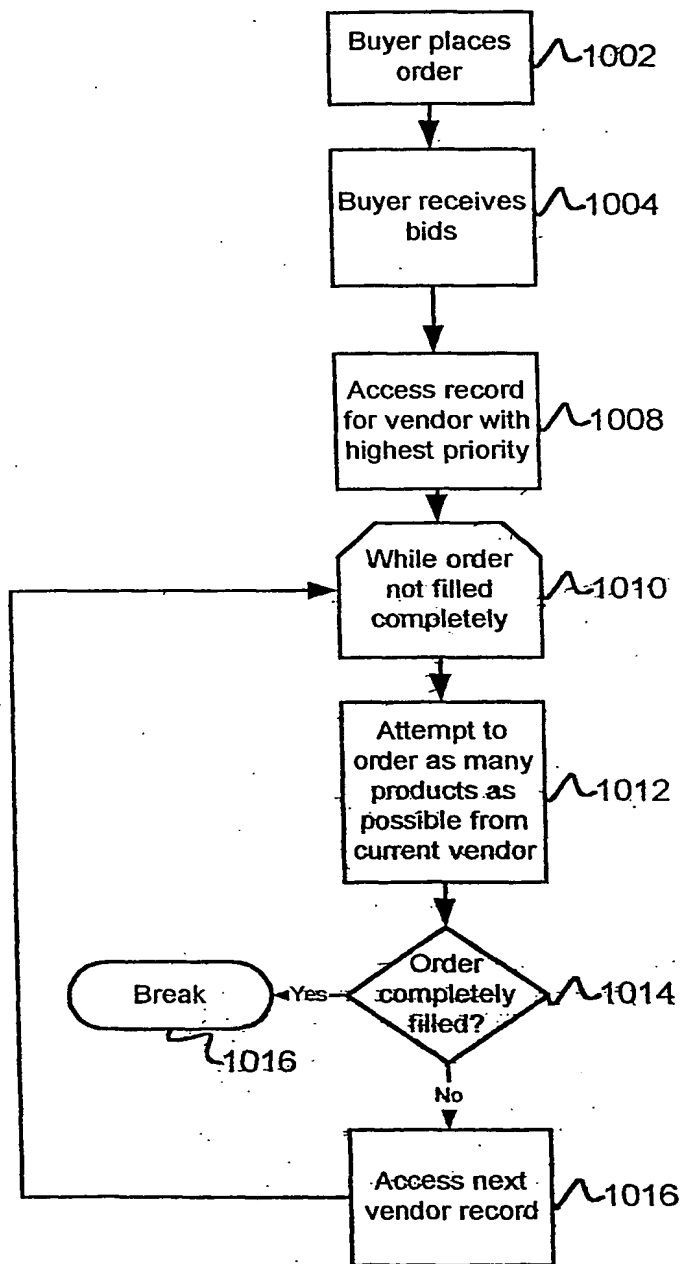 Buyer places
order
1002
Buyer receives
bids
1004
Access record
for vendor with
highest priority
1008
While order
not filled
completely
1010
Attempt to
order as many
products as
possible from
current vendor
1012
Order
completely
filled?
1014
Yes
Break
1016
No
Access next
vendor record
1016